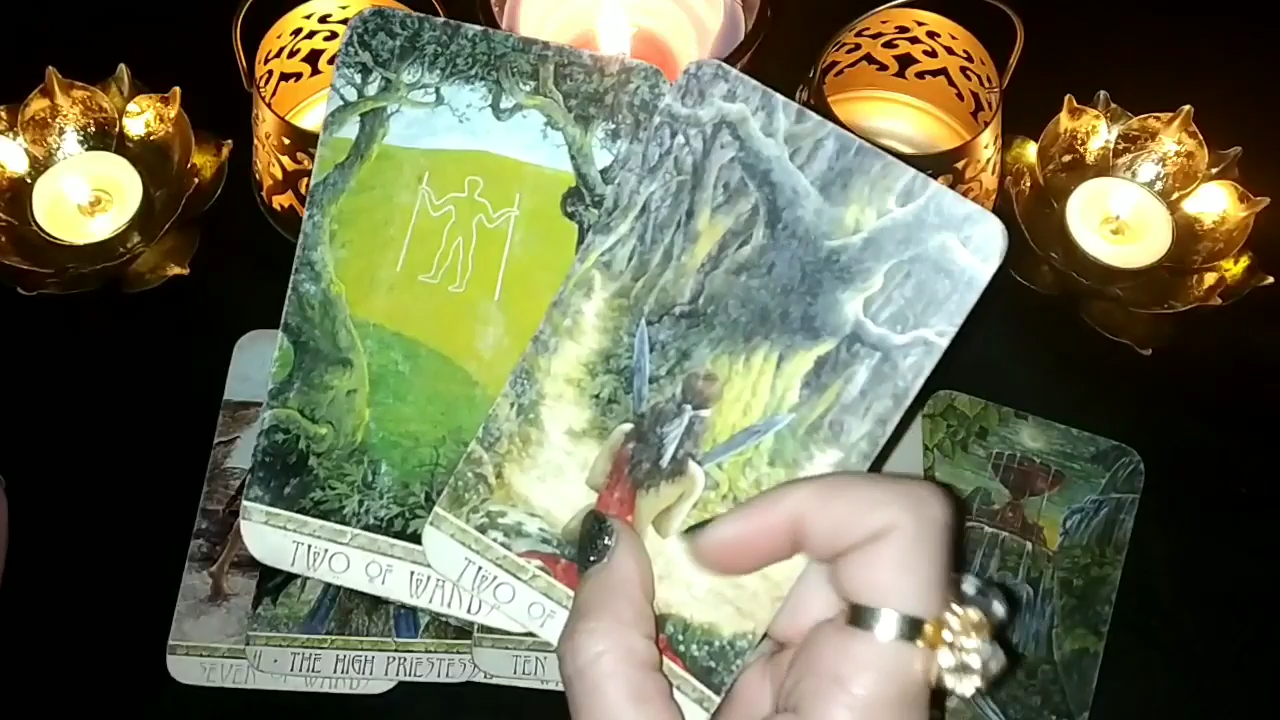 TWO OF WANDS
TWO OF
SEVEN OF WANDS
· THE HIGH PRIESTESS
TEN